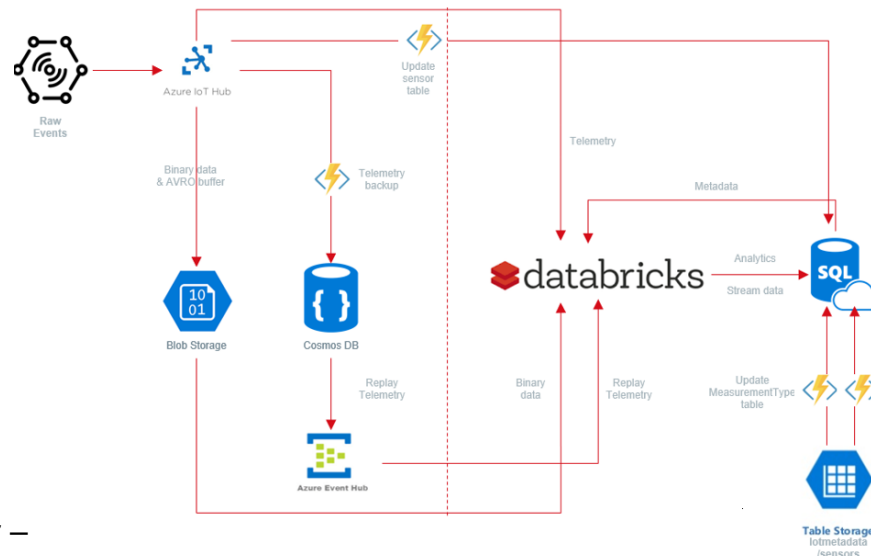 Azure IoT Hub
Raw
Events
Update
sensor
table
Telemetry
Binary data
& AVRO buffer
Telemetry
backup
Metadata
databricks
Analytics
SQL
Stream data
10
01
{ }
Blob Storage
Cosmos DB
Replay
Telemetry
Binary
data
Replay
Telemetry
Update
MeasurementType
table
Azure Event Hub
Table Storage
Iotmetadata
/sensors